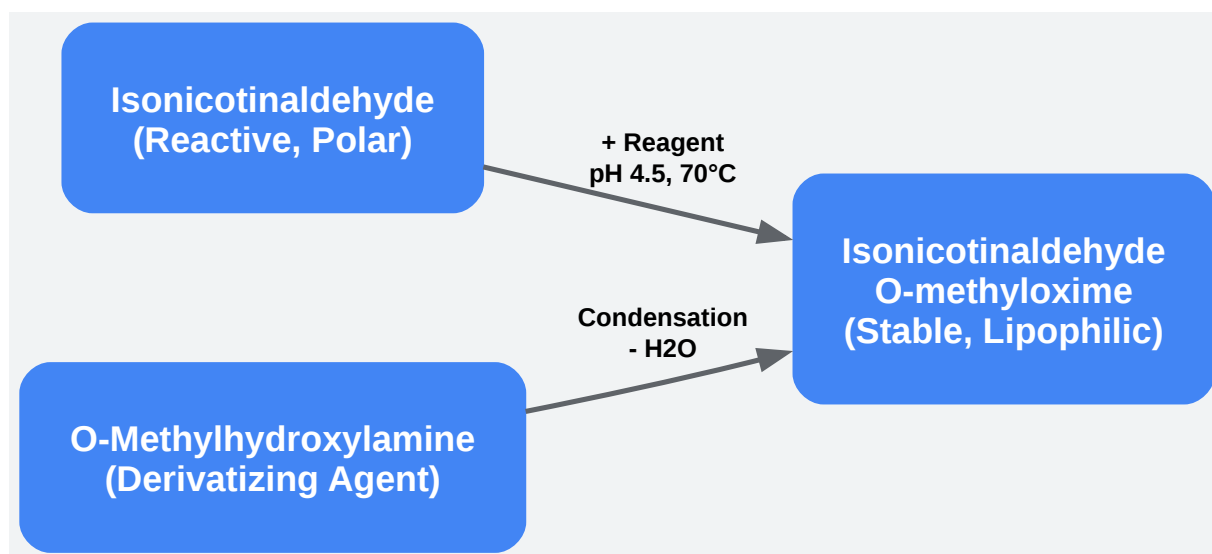 Isonicotinaldehyde
(Reactive, Polar)
+ Reagent
pH 4.5, 70°C
Isonicotinaldehyde
O-methyloxime
(Stable, Lipophilic)
Condensation
- H2O
O-Methylhydroxylamine
(Derivatizing Agent)